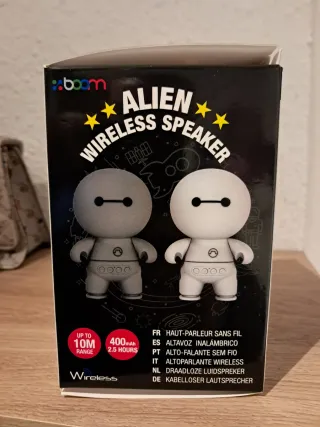 boom
ALIEN
WIRELESS SPEAKER
UP TO
10M
RANGE
400mAh
2.5 HOURS
FR HAUT-PARLEUR SANS FIL
ES ALTAVOZ INALÁMBRICO
PT ALTO-FALANTE SEM FIO
IT ALTOPARLANTE WIRELESS
NL DRAADLOZE LUIDSPREKER
DE KABELLOSER LAUTSPRECHER
Wireless